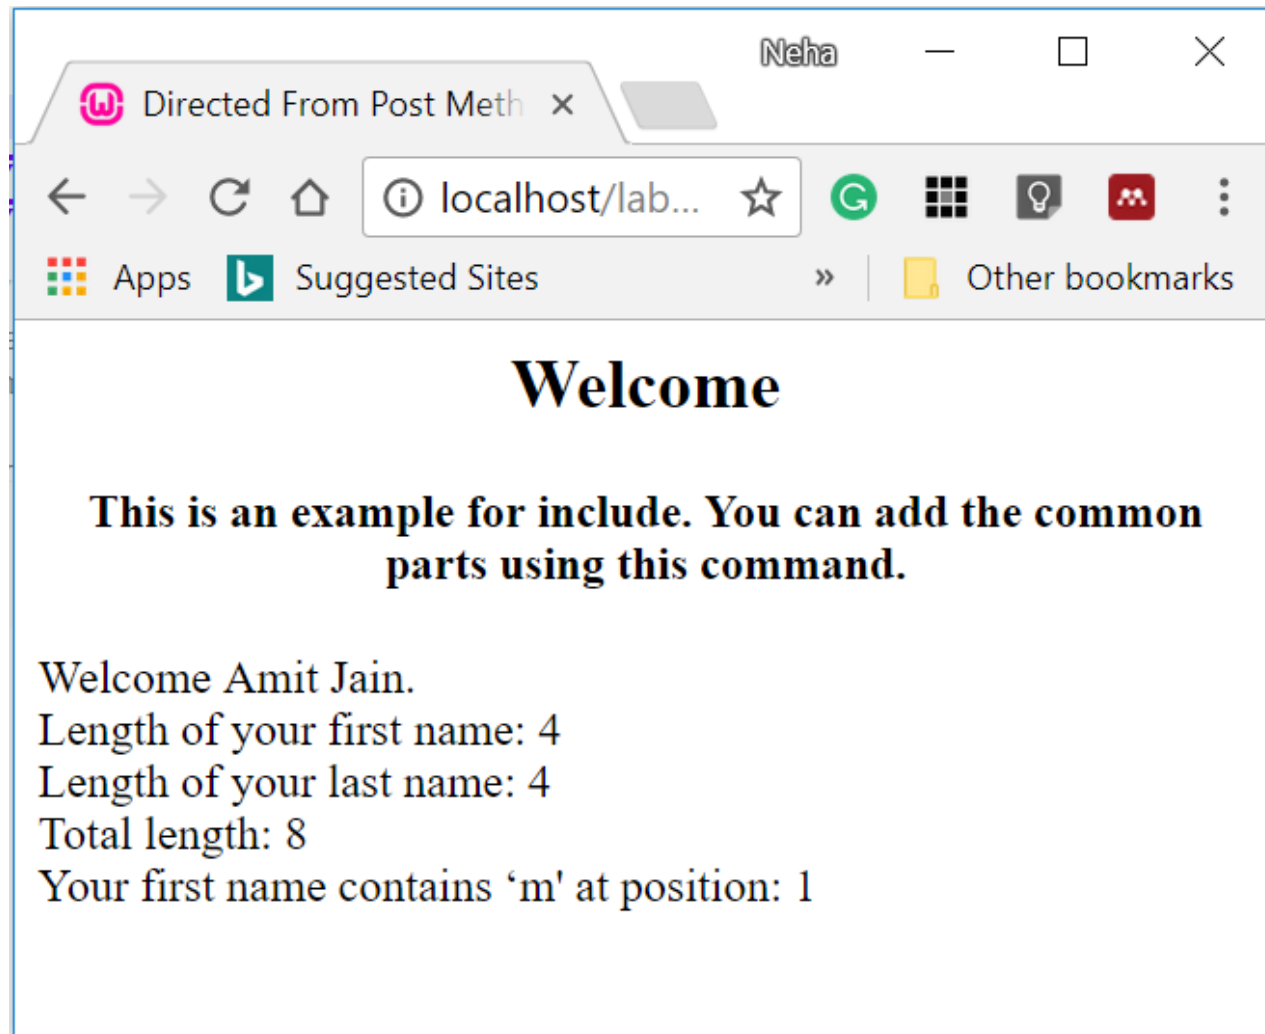 Neha
Directed From Post Meth
localhost/lab...
Apps Suggested Sites » Other bookmarks
Welcome
This is an example for include. You can add the common
parts using this command.
Welcome Amit Jain.
Length of your first name: 4
Length of your last name: 4
Total length: 8
Your first name contains ‘m' at position: 1